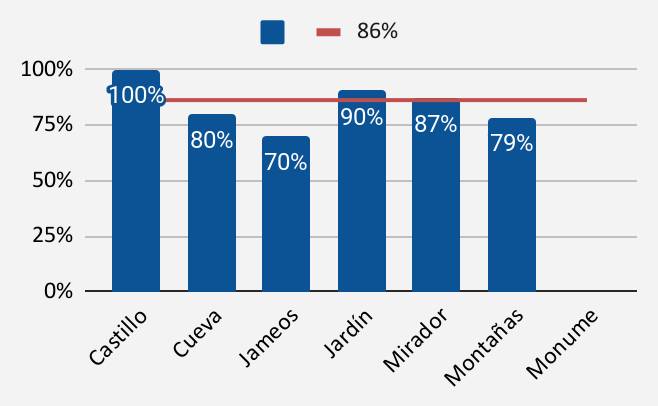 86%
100%
75%
50%
25%
0%
100%
80%
70%
90%
87%
79%
Castillo
Cueva
Jameos
Jardín
Mirador
Montañas
Monume